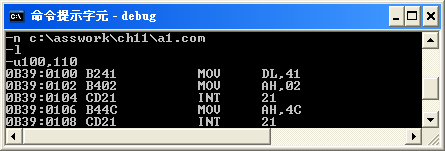 命令提示字元 - debug
-n c:\asswork\ch11\a1.com
-l
-u100,110
0B39:0100 B241 MOV DL,41
0B39:0102 B402 MOV AH,02
0B39:0104 CD21 INT 21
0B39:0106 B44C MOV AH,4C
0B39:0108 CD21 INT 21